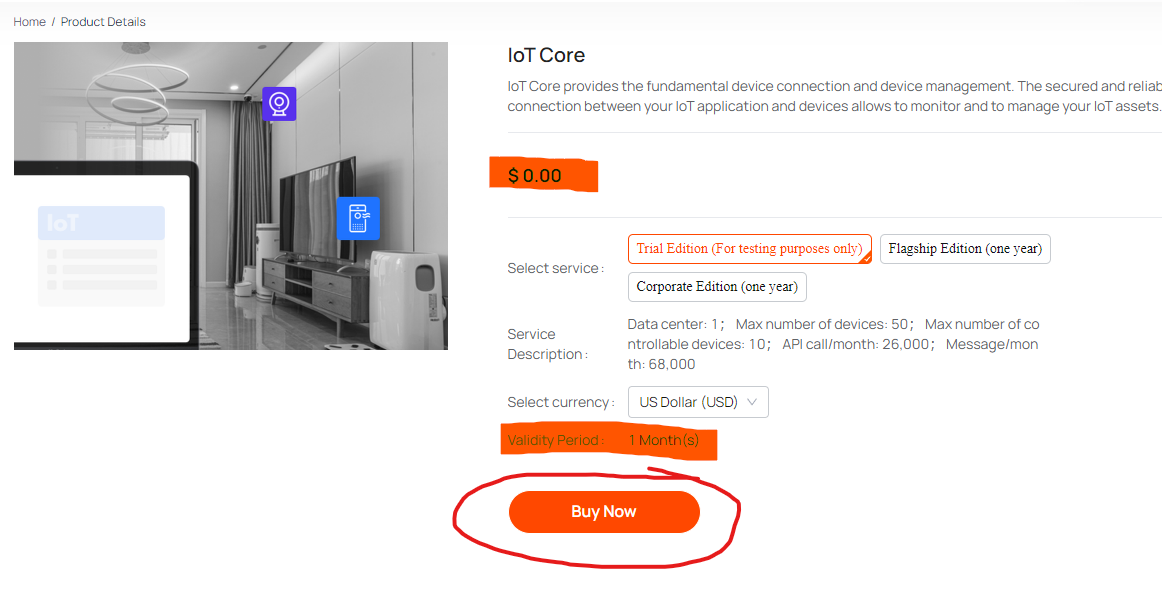 Home / Product Details
IoT Core
IoT Core provides the fundamental device connection and device management. The secured and reliab
connection between your IoT application and devices allows to monitor and to manage your IoT assets.
$ 0.00
IoT
Select service :
Trial Edition (For testing purposes only)
Flagship Edition (one year)
Corporate Edition (one year)
Service
Description :
Data center: 1； Max number of devices: 50； Max number of co
ntrollable devices: 10； API call/month: 26,000； Message/mon
th: 68,000
Select currency :
US Dollar (USD)
Validity Period : 1 Month(s)
Buy Now